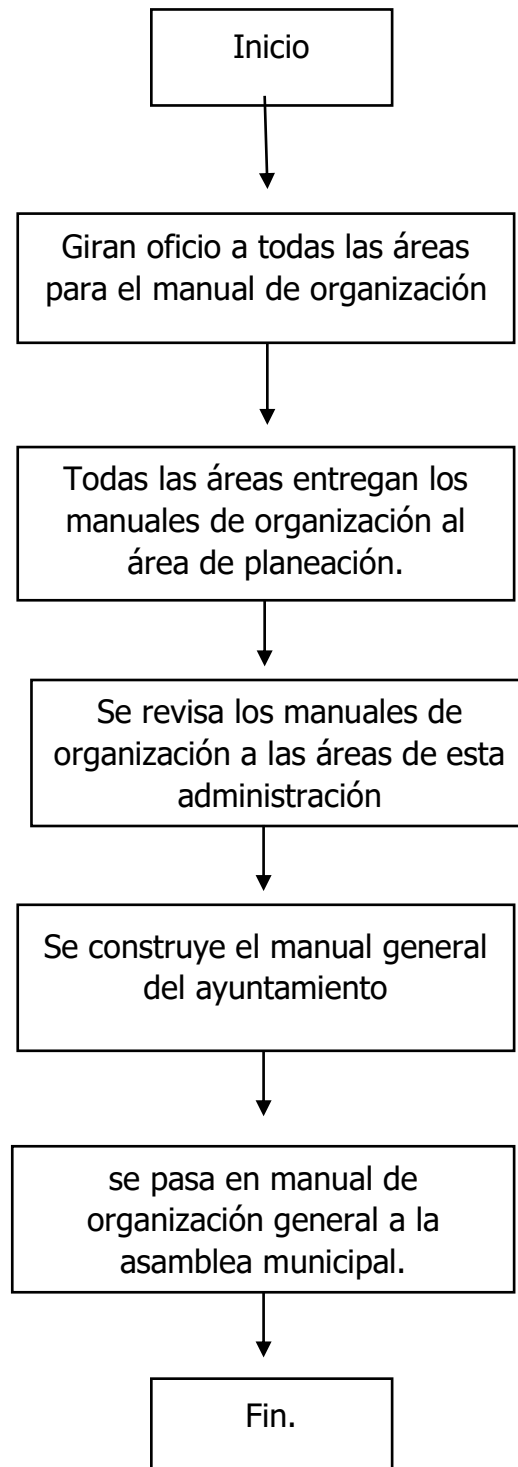 Inicio
Giran oficio a todas las áreas
para el manual de organización
Todas las áreas entregan los
manuales de organización al
área de planeación.
Se revisa los manuales de
organización a las áreas de esta
administración
Se construye el manual general
del ayuntamiento
se pasa en manual de
organización general a la
asamblea municipal.
Fin.